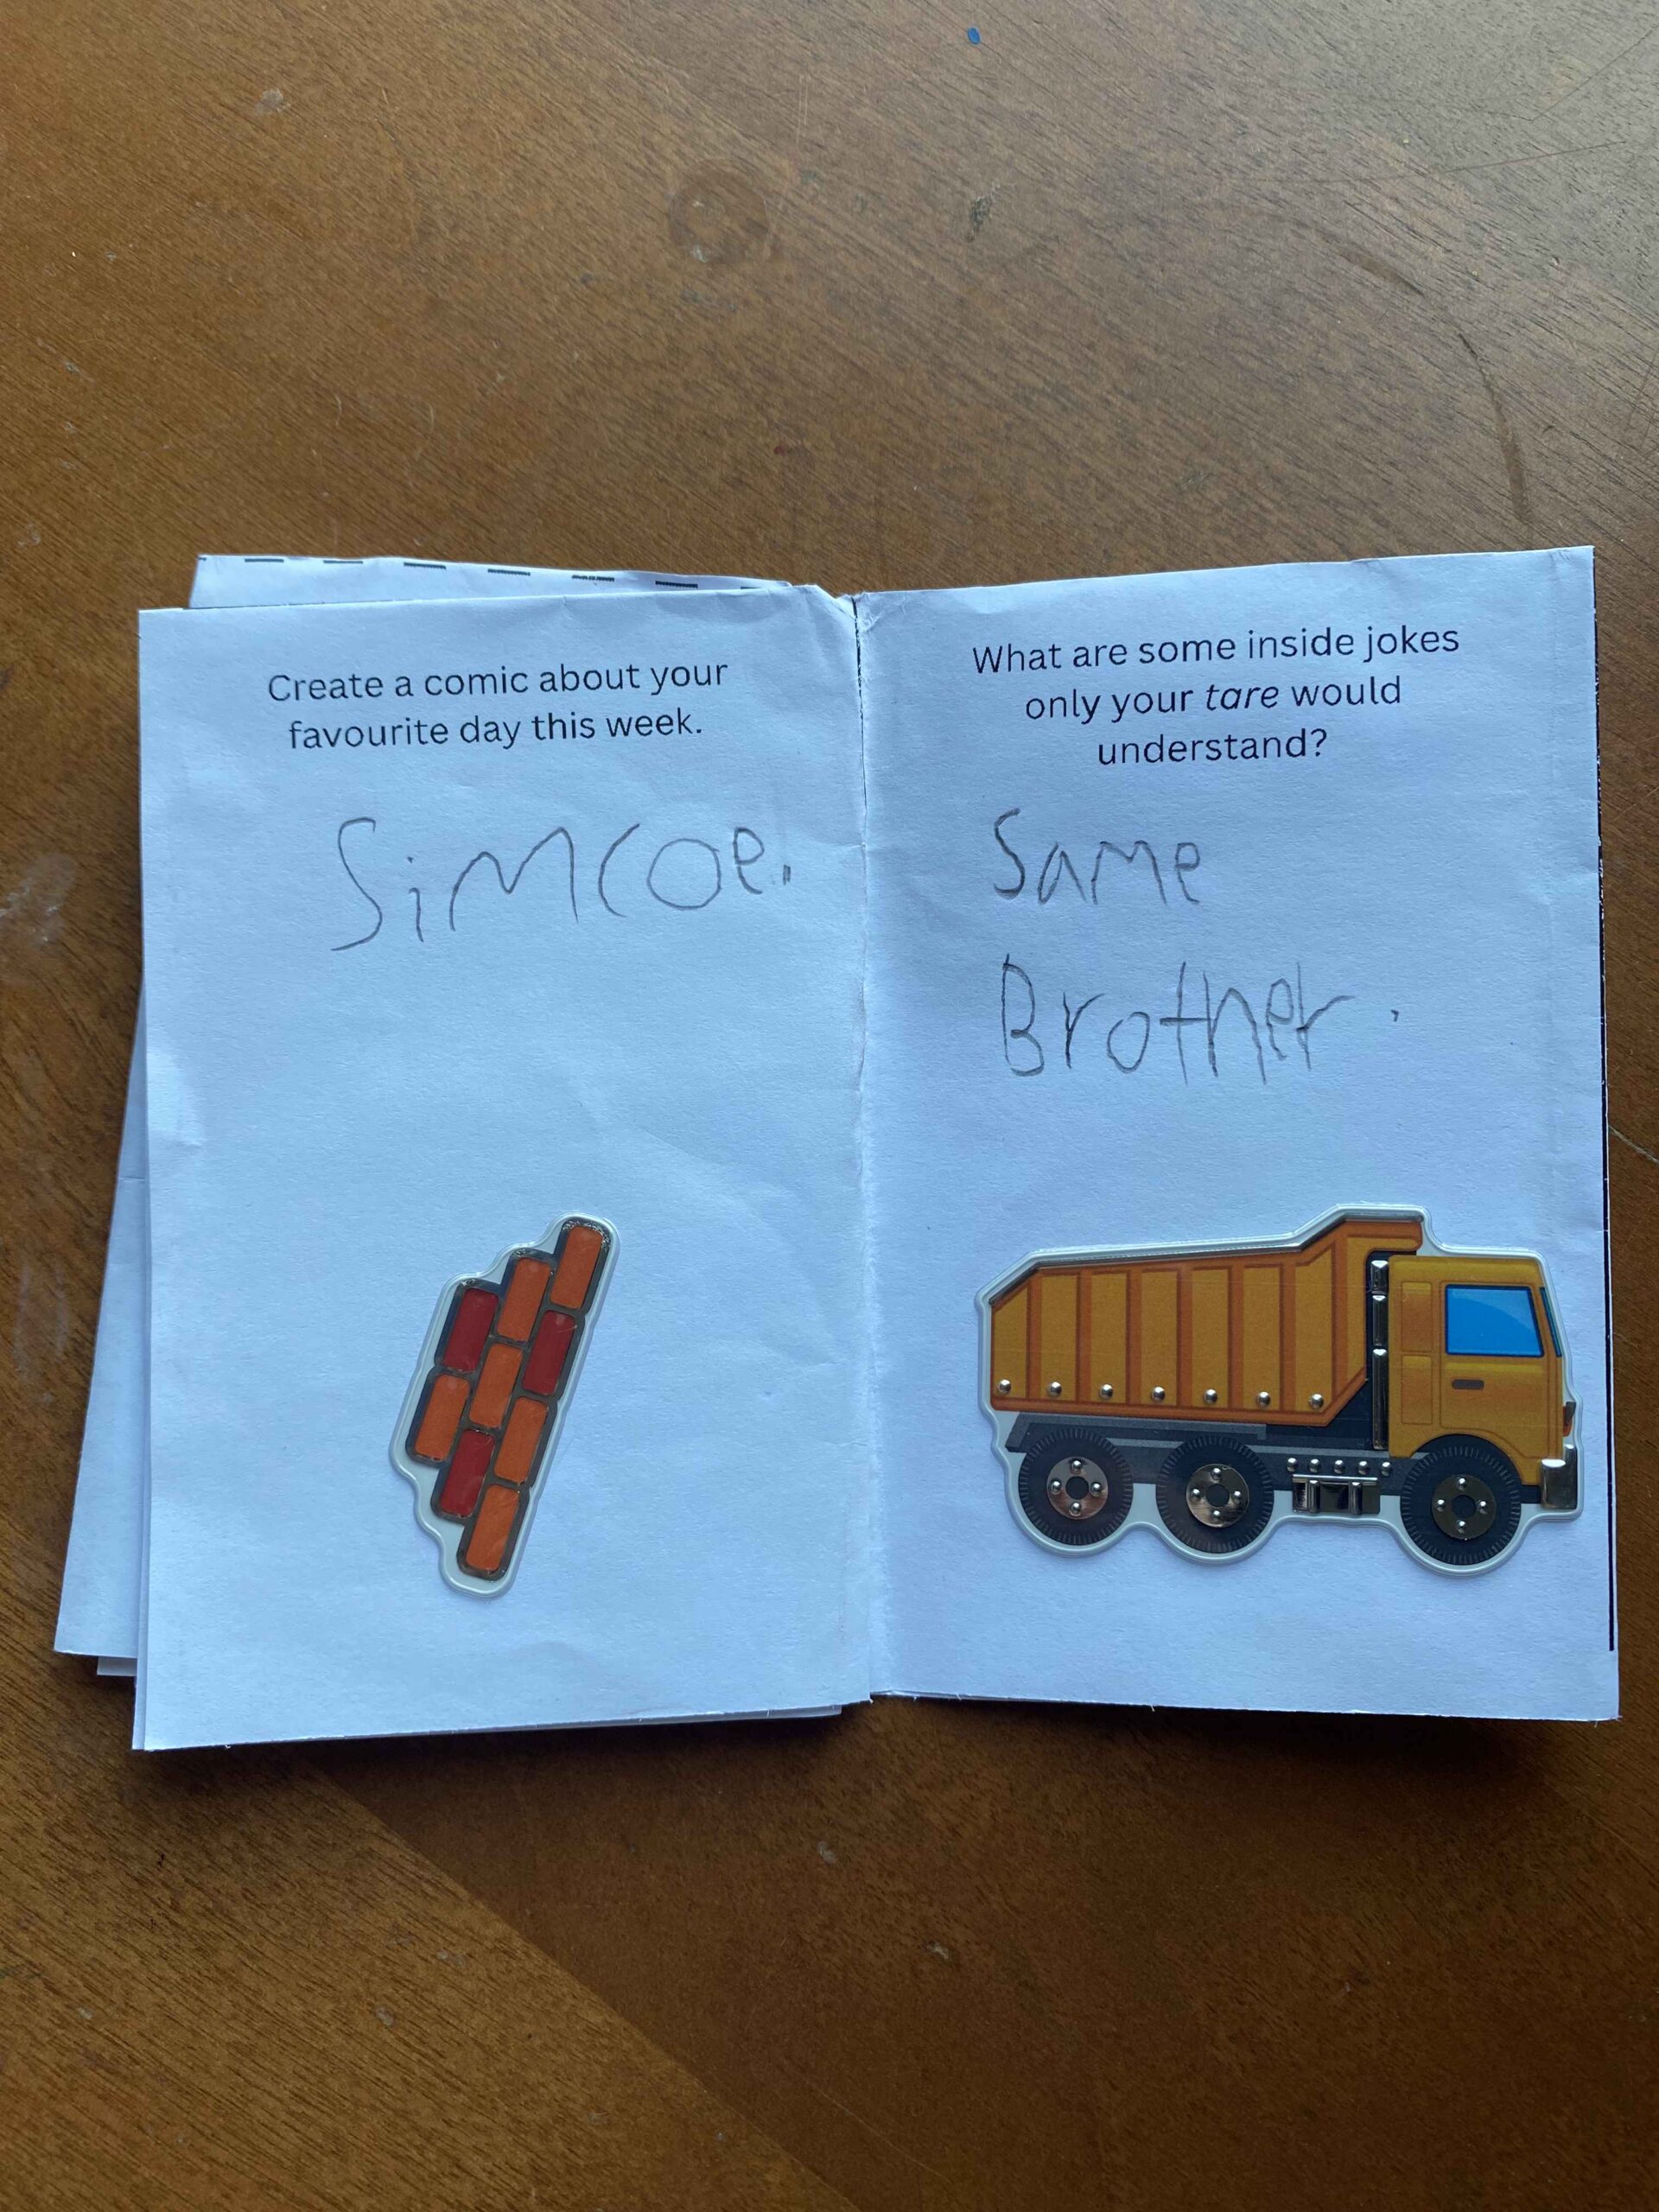 Create a comic about your
favourite day this week.
Simcoe.
What are some inside jokes
only your tare would
understand?
Same
Brother.